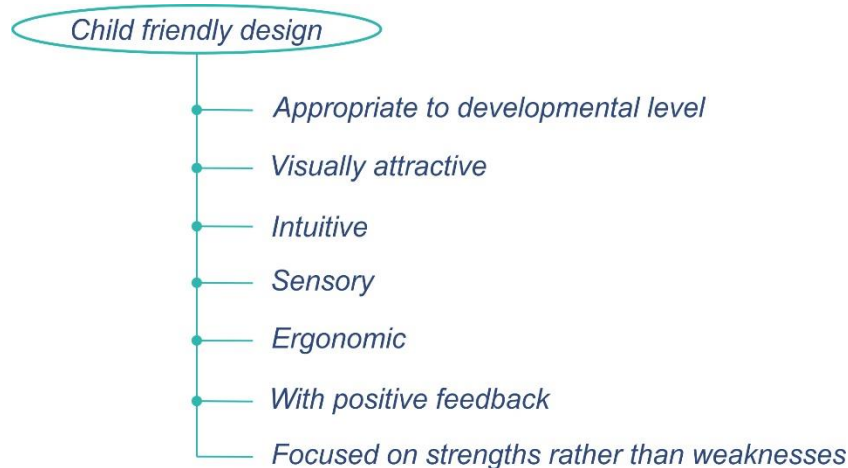 Child friendly design
Appropriate to developmental level
Visually attractive
Intuitive
Sensory
Ergonomic
With positive feedback
Focused on strengths rather than weaknesses